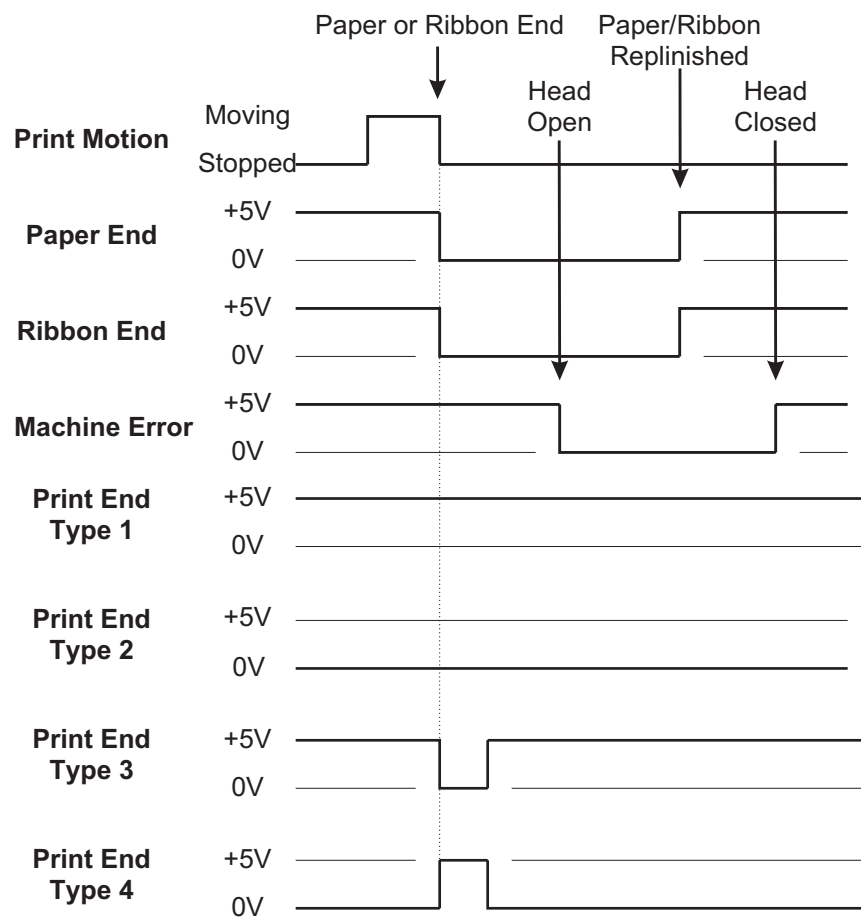 Paper or Ribbon End
Paper/Ribbon
Replinished
Head
Open
Head
Closed
Print Motion
Moving
Stopped
Paper End
+5V
0V
Ribbon End
+5V
0V
Machine Error
+5V
0V
Print End
Type 1
+5V
0V
Print End
Type 2
+5V
0V
Print End
Type 3
+5V
0V
Print End
Type 4
+5V
0V